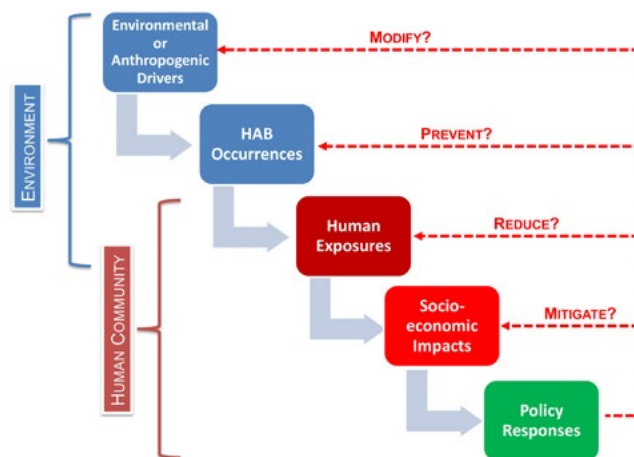 Environmental
or
Anthropogenic
Drivers
MODIFY?
HAB
Occurrences
PREVENT?
ENVIRONMENT
Human
Exposures
REDUCE?
HUMAN COMMUNITY
Socio-
economic
Impacts
MITIGATE?
Policy
Responses